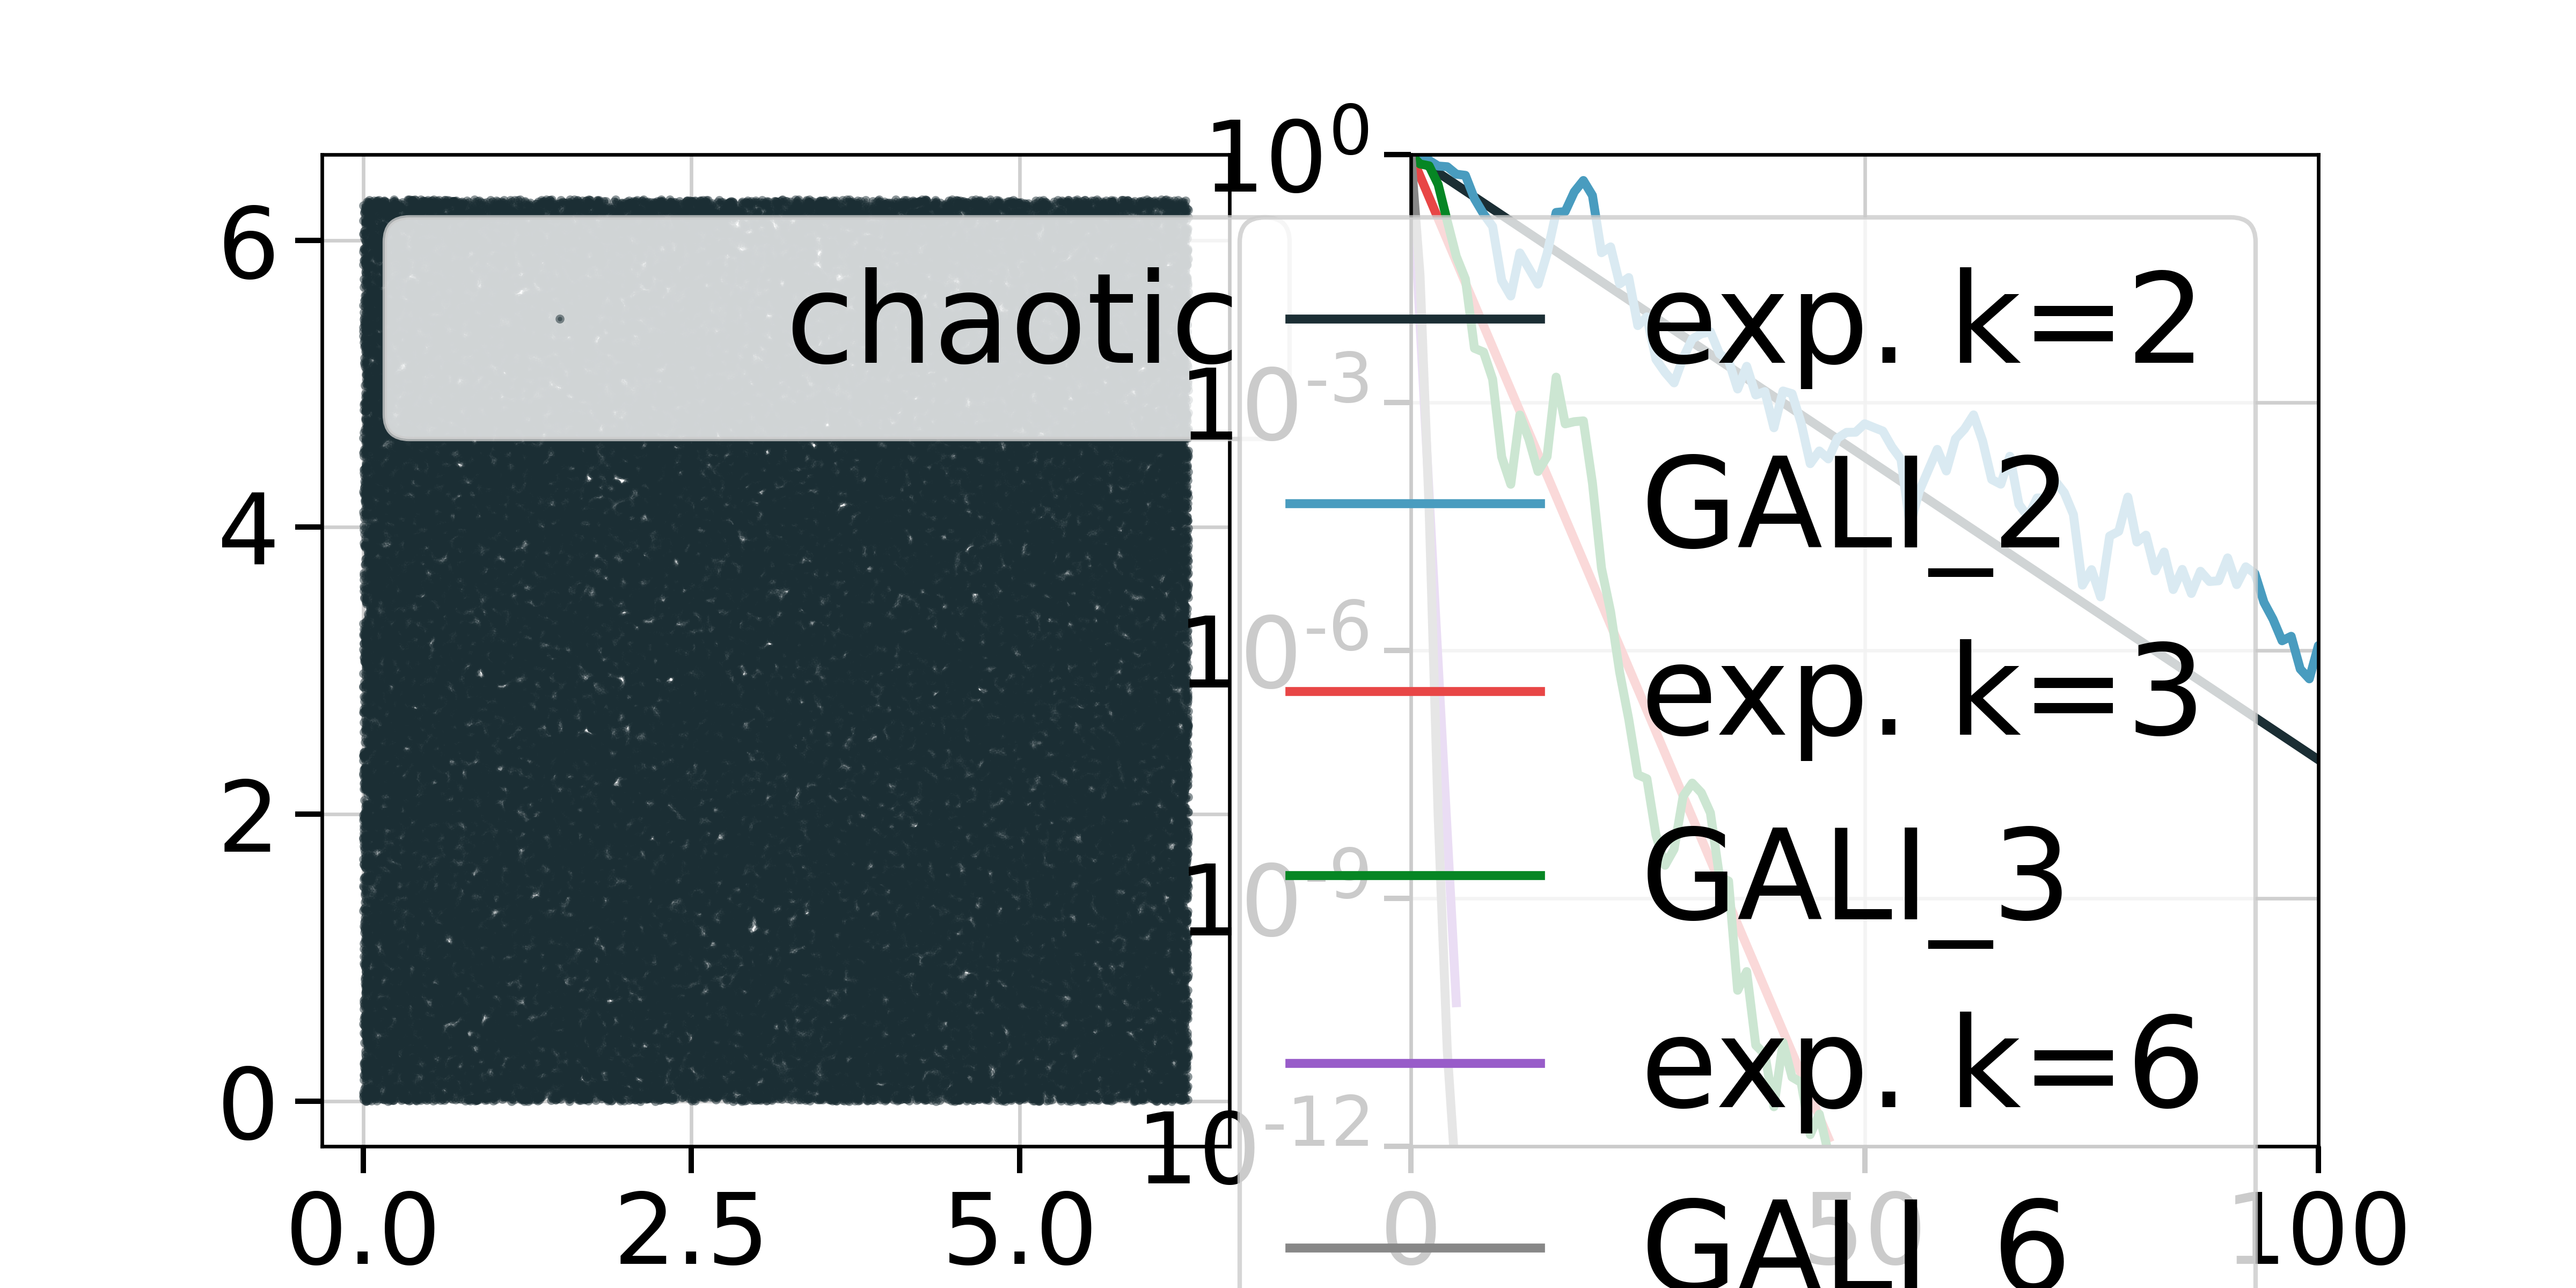 6
4
2
0
0.0
2.5
5.0
chaotic
10^0
10^-3
10^-6
10^-9
10^-12
0
50
100
exp. k=2
GALI_2
exp. k=3
GALI_3
exp. k=6
GALI_6